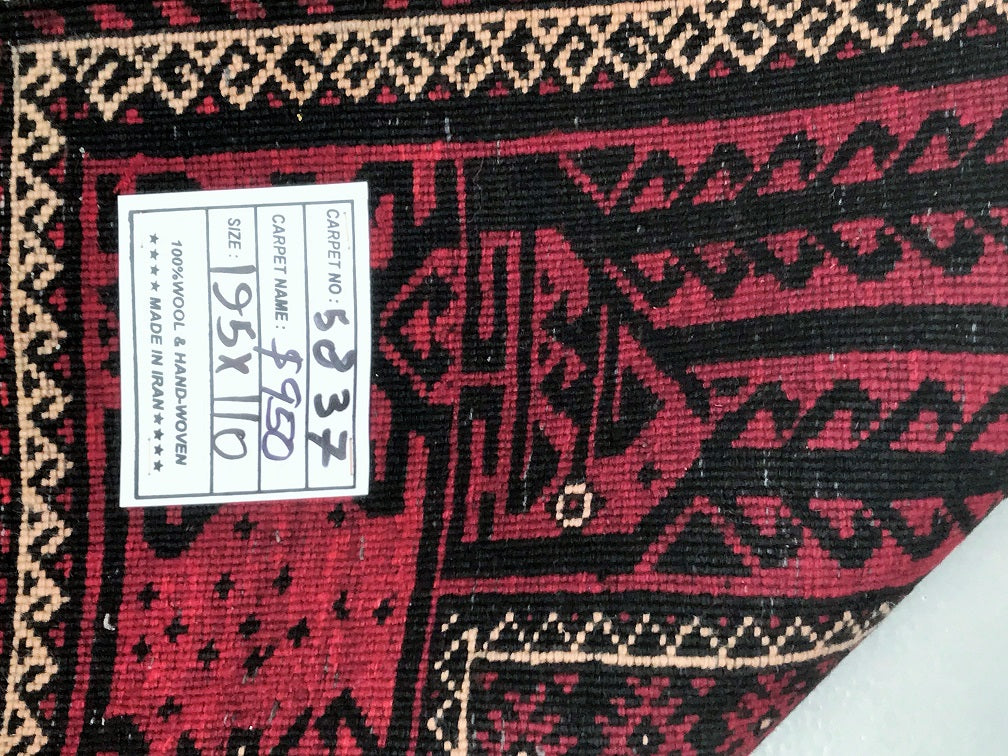 CARPET NO: 5837
CARPET NAME: $950
SIZE: 195X110
100%WOOL & HAND-WOVEN
★★★★ MADE IN IRAN★★★★★